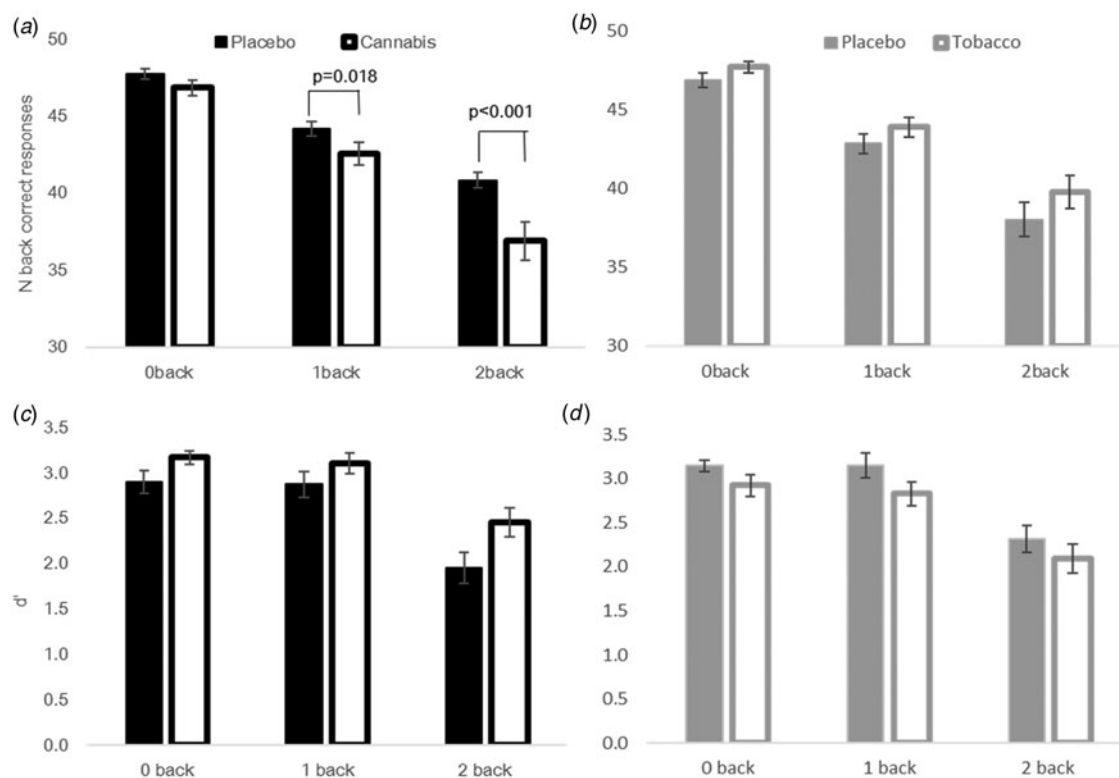 (a)
50
45
40
35
30
N back correct responses
Placebo Cannabis
p=0.018
p<0.001
0back 1back 2back
(b)
50
45
40
35
30
Placebo Tobacco
0back 1back 2back
(c)
3.5
3.0
2.5
2.0
1.5
1.0
0.5
0.0
d'
0 back 1 back 2 back
(d)
3.5
3.0
2.5
2.0
1.5
1.0
0.5
0.0
0 back 1 back 2 back